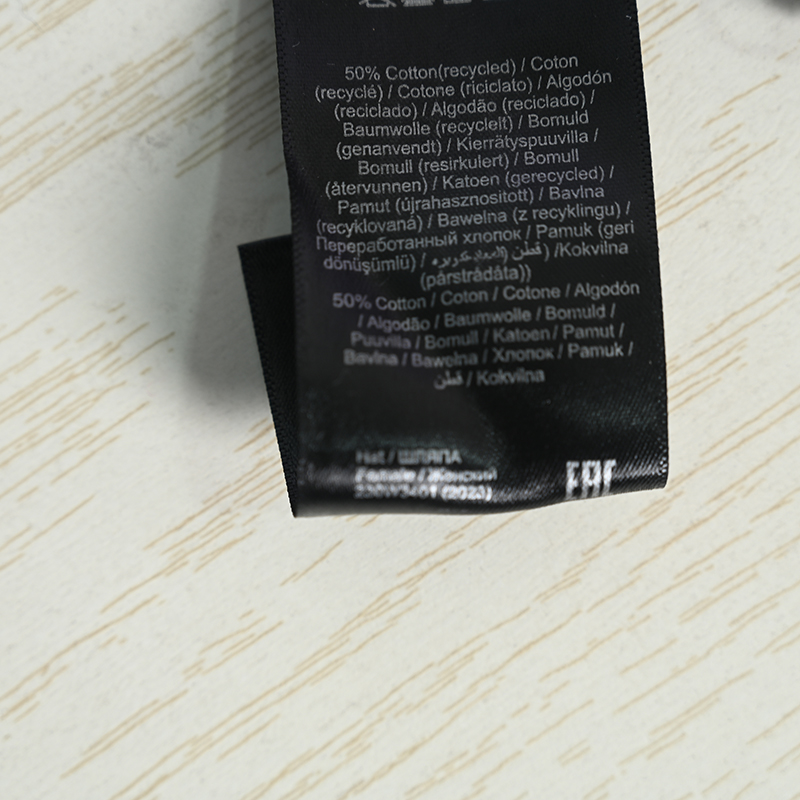 50% Cotton(recycled) / Coton
(recyclé) / Cotone (riciclato) / Algodón
(reciclado) / Algodão (reciclado) /
Baumwolle (recycleit) / Bomuld
(genanvendt) / Kierrätyspuuvilla /
Bomull (resirkulert) / Bomull
(återvunnen) / Katoen (gerecycled) /
Pamut (újrahasznosított) / Bavlna
(recyklovaná) / Bawełna (z recyklingu) /
Переработанный хлопок / Pamuk (geri
dönüşümlü) / قطن) /Kokvilna
(pārstrādāta))
50% Cotton / Coton / Cotone / Algodón
/ Algodão / Baumwolle / Bomuld /
Puuvilla / Bomull / Katoen / Pamut /
Bavlna / Bawełna / Хлопок / Pamuk /
قطن / Kokvilna
Hat / ШЛЯПА
Female / Женский
(2023)
EAC